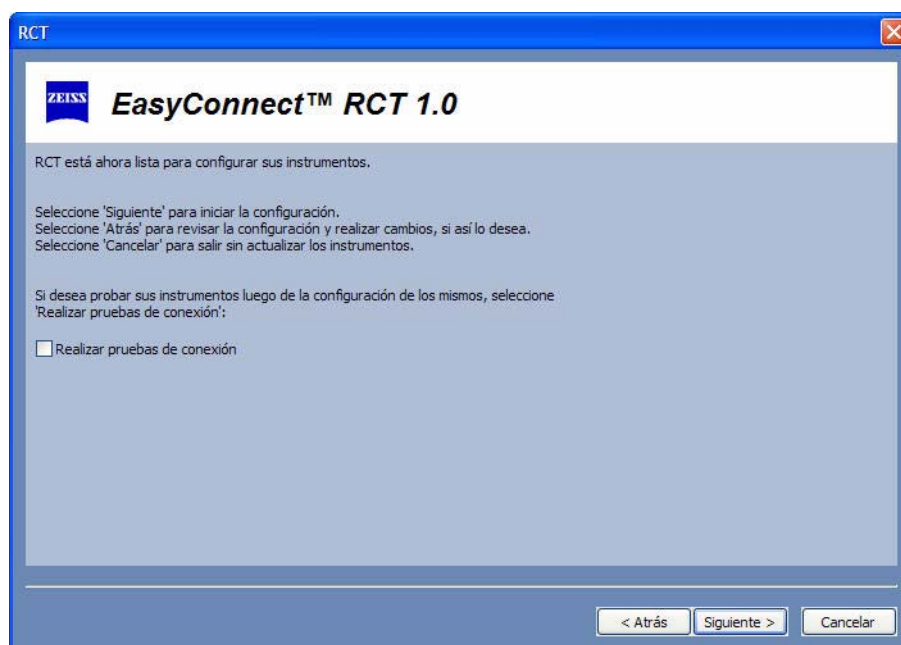 RCT
ZEISS
EasyConnect™ RCT 1.0
RCT está ahora lista para configurar sus instrumentos.
Seleccione 'Siguiente' para iniciar la configuración.
Seleccione 'Atrás' para revisar la configuración y realizar cambios, si así lo desea.
Seleccione 'Cancelar' para salir sin actualizar los instrumentos.
Si desea probar sus instrumentos luego de la configuración de los mismos, seleccione
'Realizar pruebas de conexión':
Realizar pruebas de conexión
< Atrás
Siguiente >
Cancelar